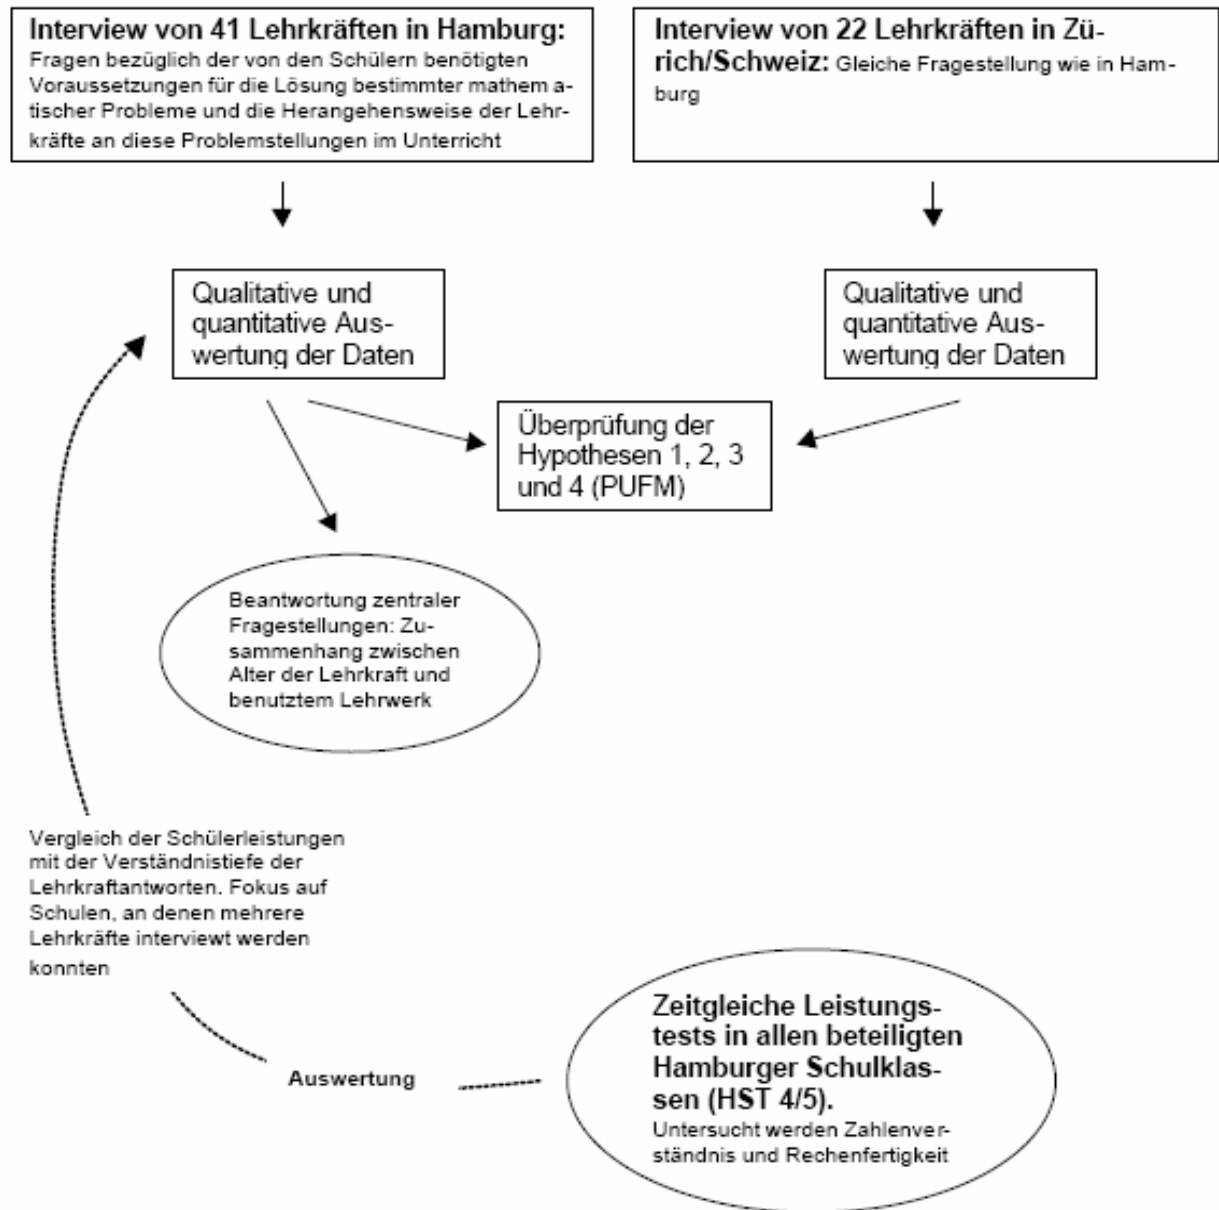 Interview von 41 Lehrkräften in Hamburg:
Fragen bezüglich der von den Schülern benötigten
Voraussetzungen für die Lösung bestimmter mathem a-
tischer Probleme und die Herangehensweise der Lehr-
kräfte an diese Problemstellungen im Unterricht
Interview von 22 Lehrkräften in Zü-
rich/Schweiz: Gleiche Fragestellung wie in Ham-
burg
Qualitative und
quantitative Aus-
wertung der Daten
Qualitative und
quantitative Aus-
wertung der Daten
Überprüfung der
Hypothesen 1, 2, 3
und 4 (PUFM)
Beantwortung zentraler
Fragestellungen: Zu-
sammenhang zwischen
Alter der Lehrkraft und
benutztem Lehrwerk
Vergleich der Schülerleistungen
mit der Verständnistiefe der
Lehrkraftantworten. Fokus auf
Schulen, an denen mehrere
Lehrkräfte interviewt werden
konnten
Auswertung
Zeitgleiche Leistungs-
tests in allen beteiligten
Hamburger Schulklas-
sen (HST 4/5).
Untersucht werden Zahlenver-
ständnis und Rechenfertigkeit